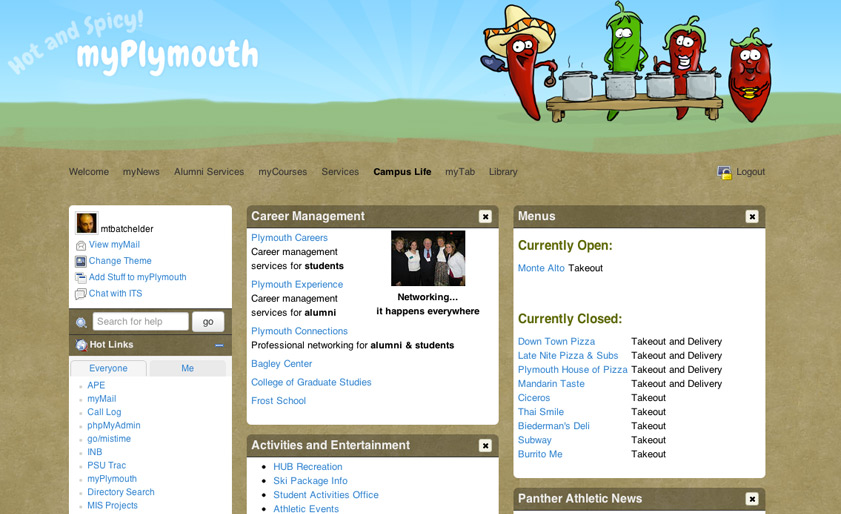 Hot and Spicy!
myPlymouth
Welcome myNews Alumni Services myCourses Services Campus Life myTab Library Logout
mtbatchelder
View myMail
Change Theme
Add Stuff to myPlymouth
Chat with ITS
Search for help go
Hot Links
Everyone Me
APE
myMail
Call Log
phpMyAdmin
go/mistime
INB
PSU Trac
myPlymouth
Directory Search
MIS Projects
Career Management
Plymouth Careers
Career management
services for students
Plymouth Experience
Career management
services for alumni
Networking...
it happens everywhere
Plymouth Connections
Professional networking for alumni & students
Bagley Center
College of Graduate Studies
Frost School
Activities and Entertainment
HUB Recreation
Ski Package Info
Student Activities Office
Athletic Events
Menus
Currently Open:
Monte Alto Takeout
Currently Closed:
Down Town Pizza Takeout and Delivery
Late Nite Pizza & Subs Takeout and Delivery
Plymouth House of Pizza Takeout and Delivery
Mandarin Taste Takeout and Delivery
Ciceros Takeout
Thai Smile Takeout
Biederman's Deli Takeout
Subway Takeout
Burrito Me Takeout
Panther Athletic News